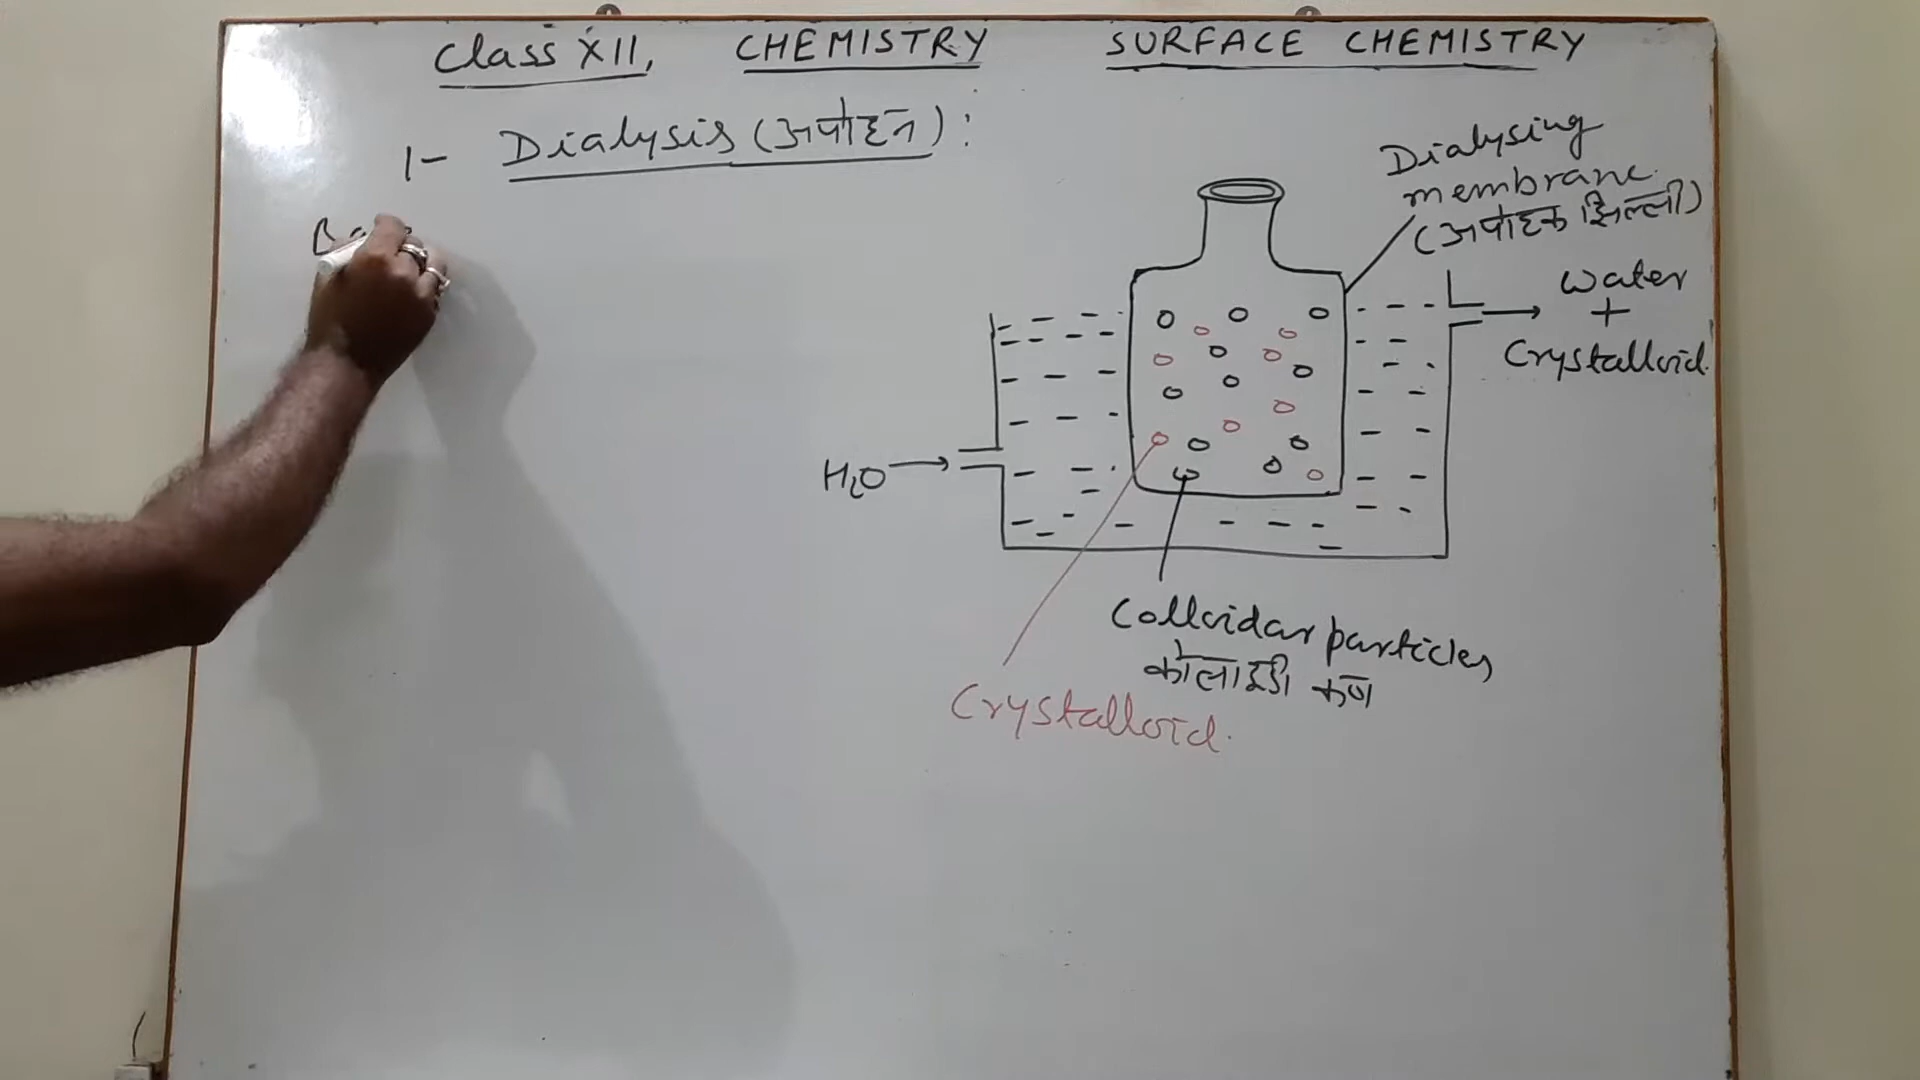 Class XII, CHEMISTRY SURFACE CHEMISTRY
1- Dialysis (अपोहन) :
Dialysing
membrane
(अपोहक झिल्ली)
Water
+
Crystalloid.
H₂O
Colloidar particles
कोलाइडी कण
Crystalloid.